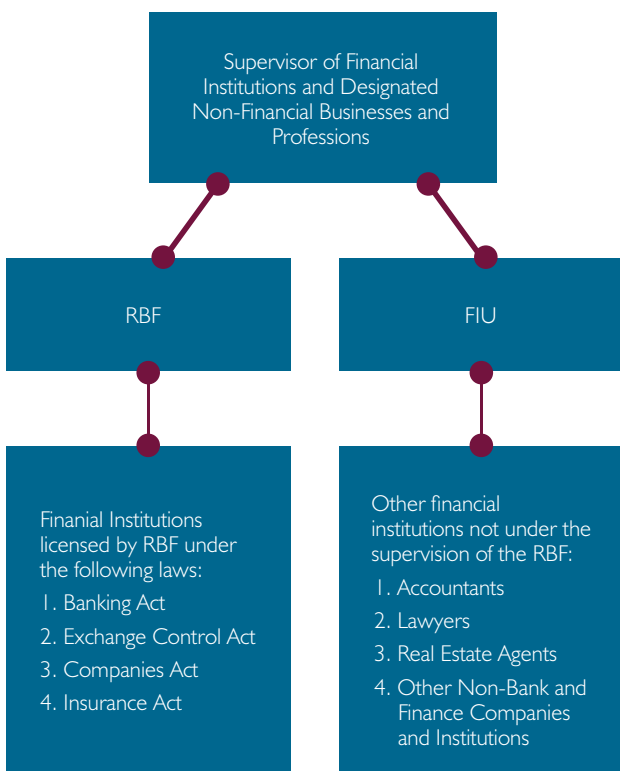 Supervisor of Financial
Institutions and Designated
Non-Financial Businesses and
Professions
RBF
FIU
Finanial Institutions
licensed by RBF under
the following laws:
1. Banking Act
2. Exchange Control Act
3. Companies Act
4. Insurance Act
Other financial
institutions not under the
supervision of the RBF:
1. Accountants
2. Lawyers
3. Real Estate Agents
4. Other Non-Bank and
Finance Companies
and Institutions